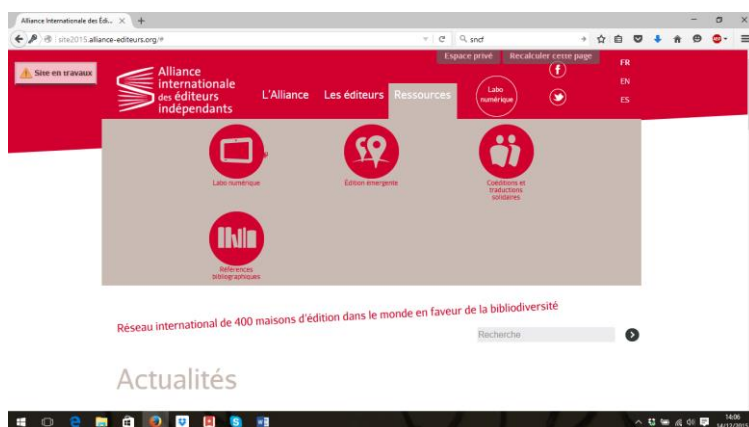 Alliance Internationale des Édi...
site2015.alliance-editeurs.org/#
sncf
Espace privé
Recalculer cette page
Site en travaux
Alliance
internationale
des éditeurs
indépendants
L'Alliance
Les éditeurs
Ressources
Labo
numérique
FR
EN
ES
Labo numérique
Édition émergente
Coéditions et
traductions
solidaires
Références
bibliographiques
Réseau international de 400 maisons d'édition dans le monde en faveur de la bibliodiversité
Recherche
Actualités
14:06
14/12/2015